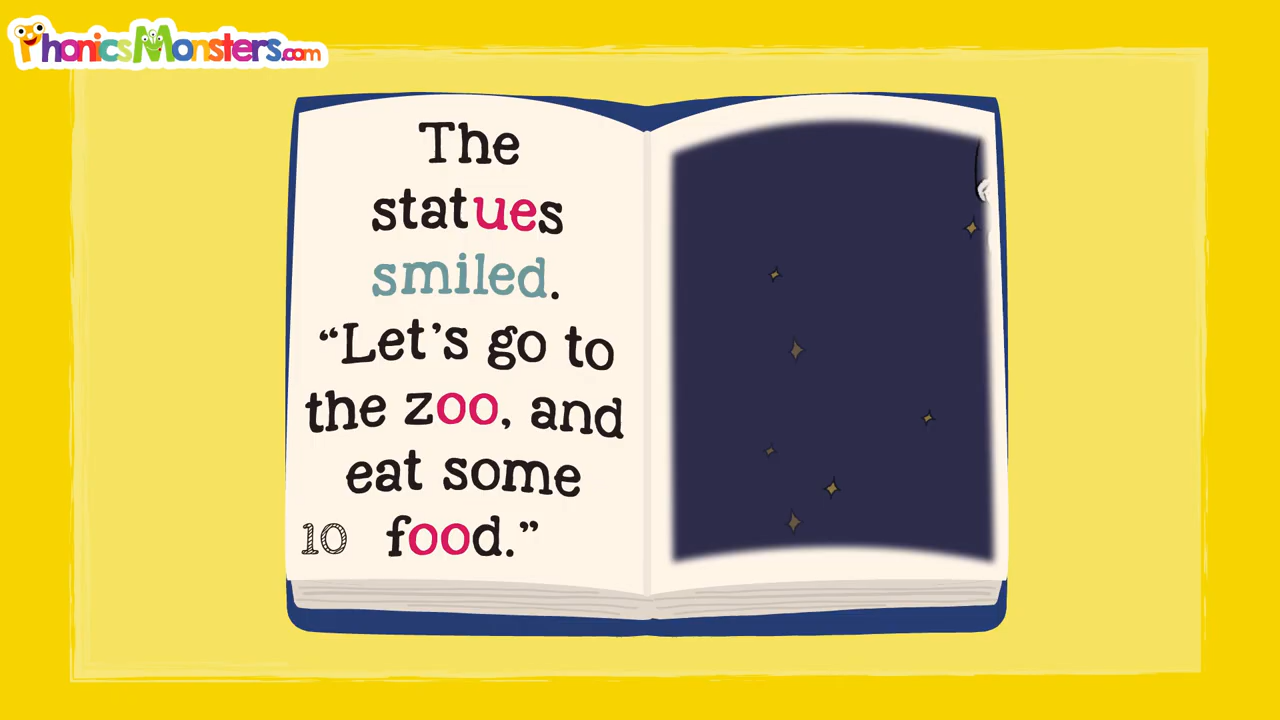 PhonicsMonsters.com
The
statues
smiled.
“Let’s go to
the zoo, and
eat some
food.”
10